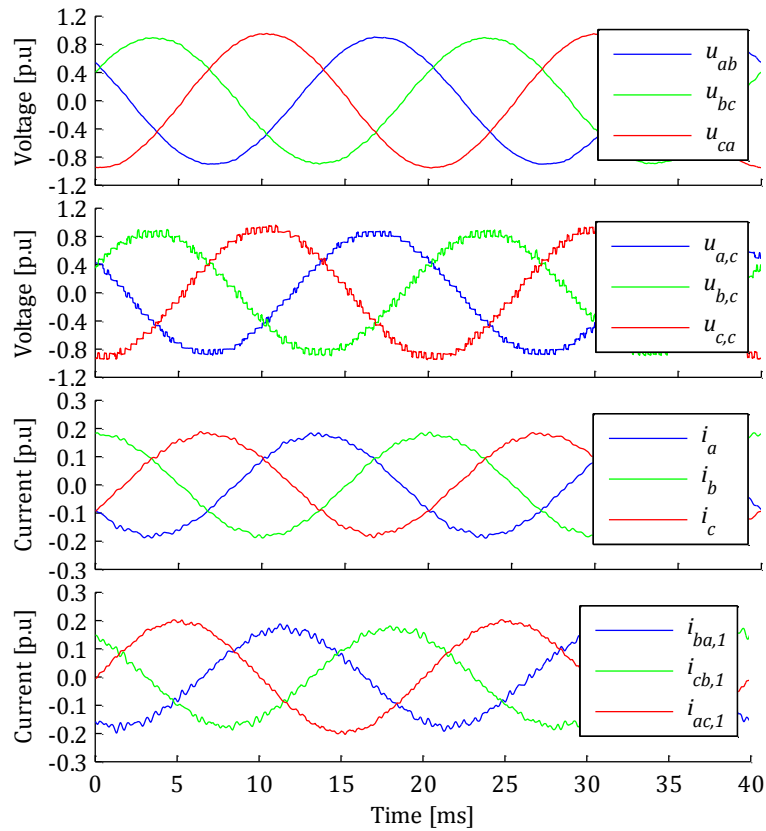 Voltage [p.u]
1.2
0.8
0.4
0.0
-0.4
-0.8
-1.2
u_ab
u_bc
u_ca
Voltage [p.u]
1.2
0.8
0.4
0.0
-0.4
-0.8
-1.2
u_a,c
u_b,c
u_c,c
Current [p.u]
0.3
0.2
0.1
0.0
-0.1
-0.2
-0.3
i_a
i_b
i_c
Current [p.u]
0.3
0.2
0.1
0.0
-0.1
-0.2
-0.3
i_ba,1
i_cb,1
i_ac,1
0 5 10 15 20 25 30 35 40
Time [ms]